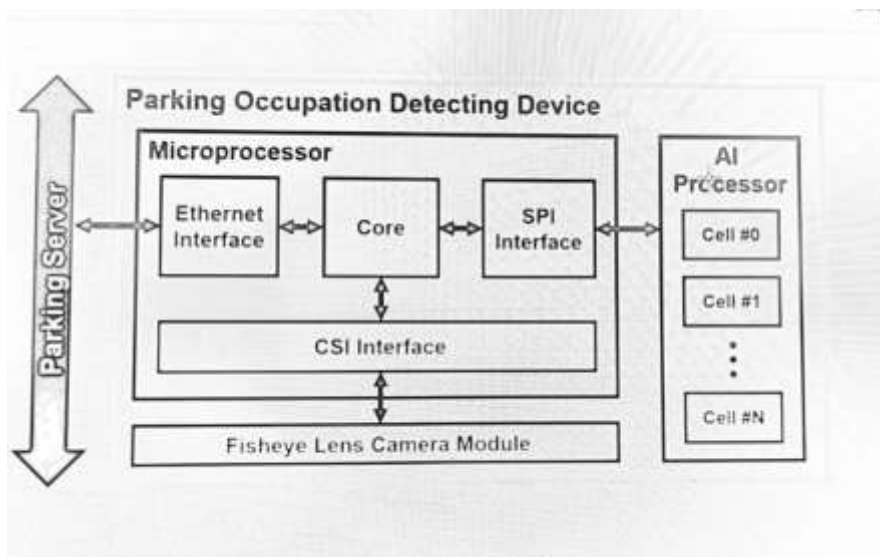 Parking Occupation Detecting Device
Parking Server
Microprocessor
Ethernet
Interface
Core
SPI
Interface
CSI Interface
Fisheye Lens Camera Module
AI
Processor
Cell #0
Cell #1
Cell #N